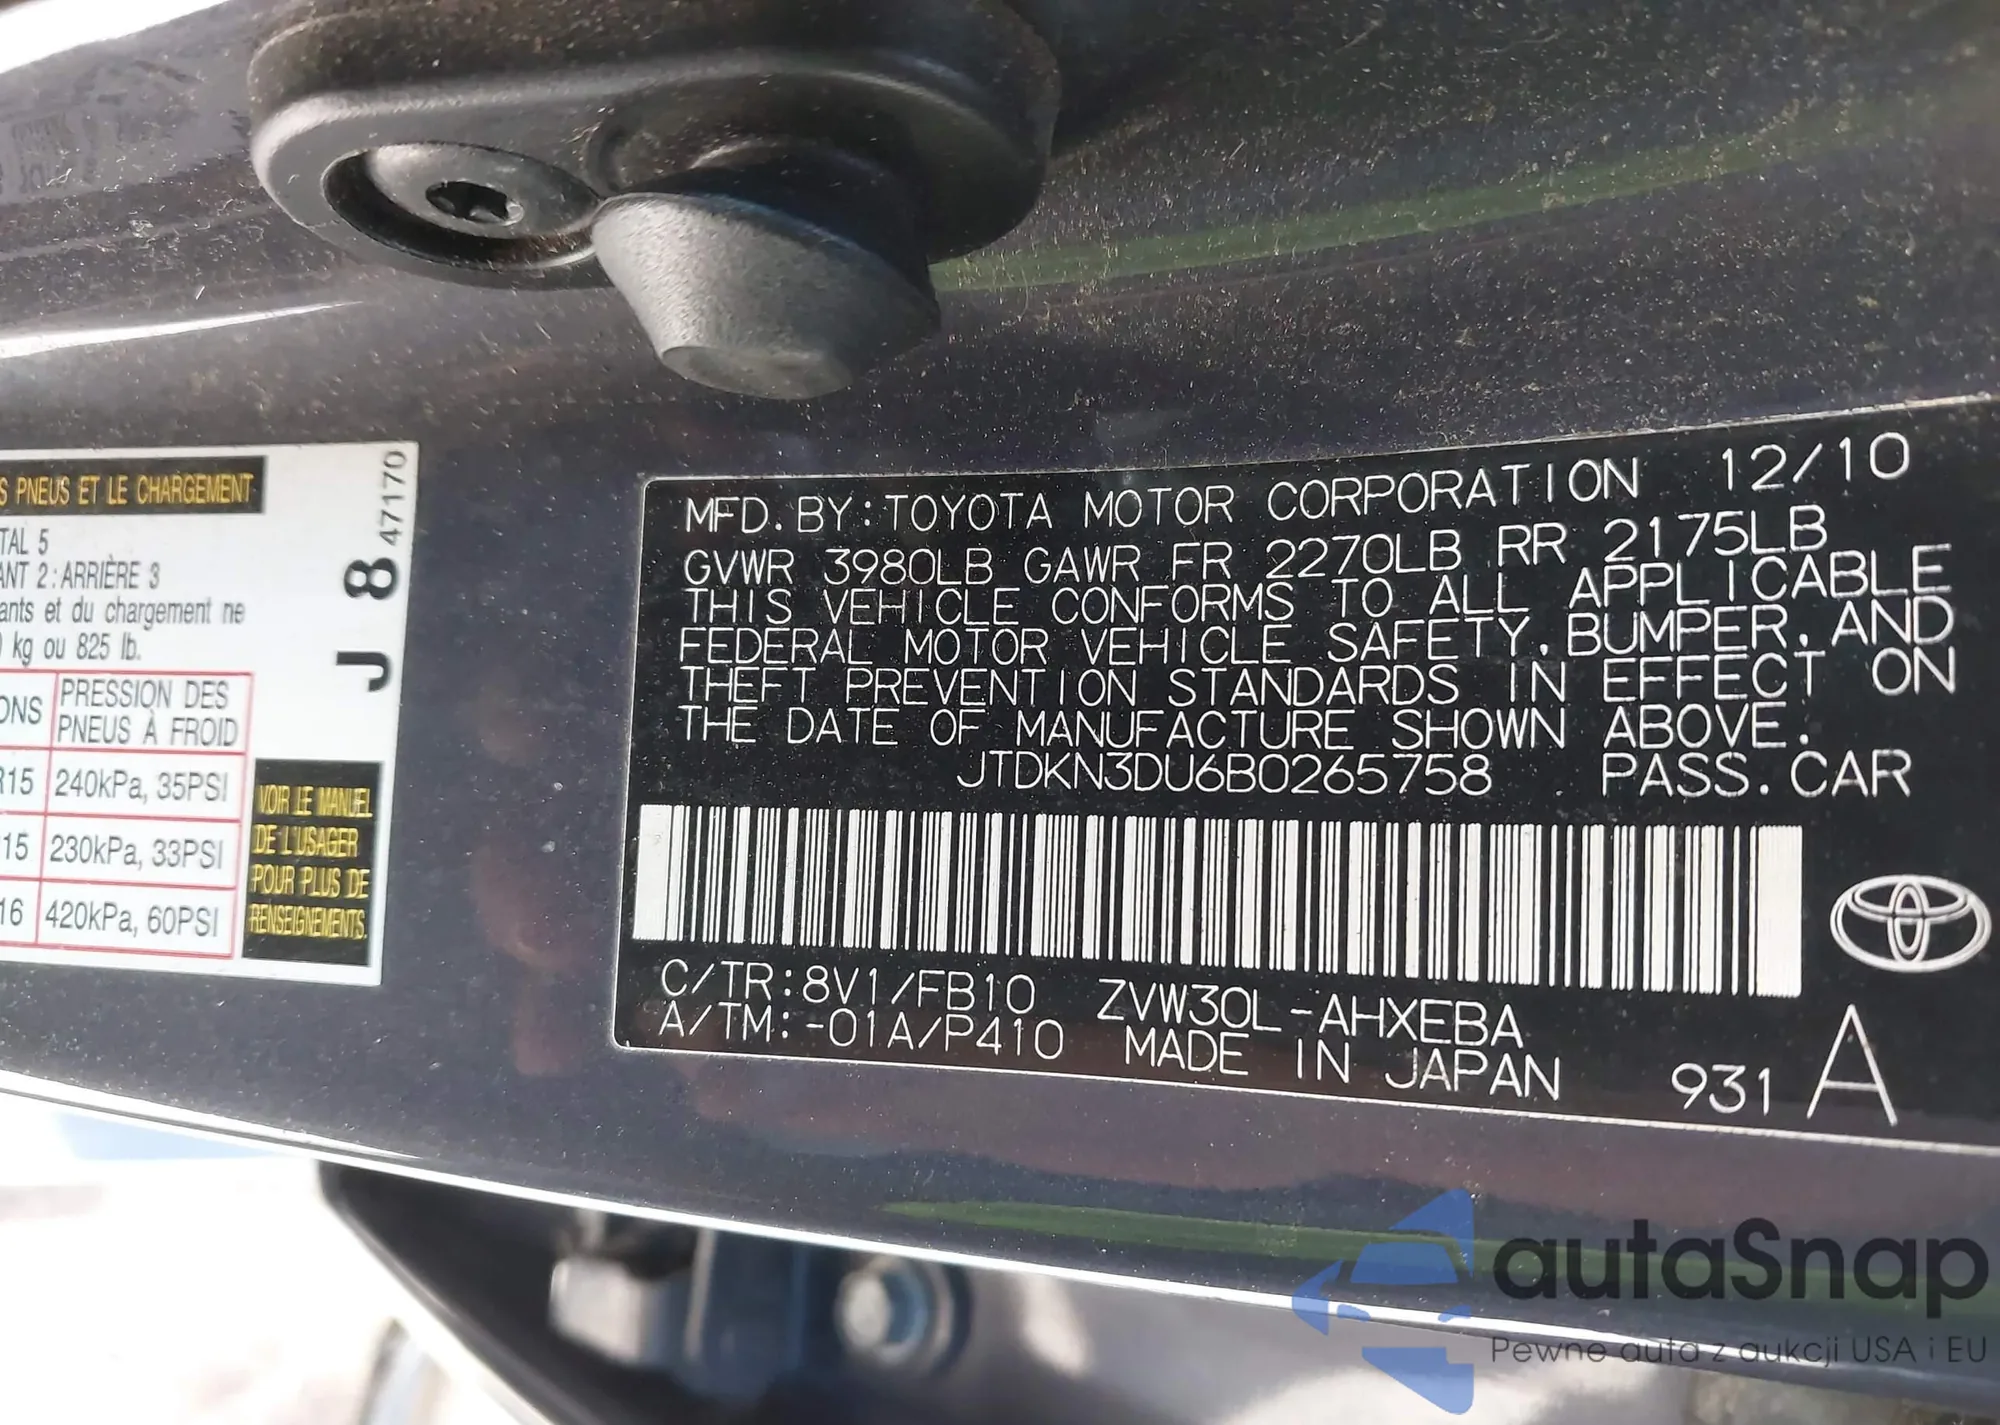 S PNEUS ET LE CHARGEMENT
TAL 5
ANT 2:ARRIÈRE 3
ants et du chargement ne
kg ou 825 lb.
ONS PRESSION DES
PNEUS À FROID
R15 240kPa, 35PSI
15 230kPa, 33PSI
16 420kPa, 60PSI
VOIR LE MANUEL
DE L'USAGER
POUR PLUS DE
RENSEIGNEMENTS.
J 8 47170
MFD. BY:TOYOTA MOTOR CORPORATION 12/10
GVWR 3980LB GAWR FR 2270LB RR 2175LB
THIS VEHICLE CONFORMS TO ALL APPLICABLE
FEDERAL MOTOR VEHICLE SAFETY, BUMPER, AND
THEFT PREVENTION STANDARDS IN EFFECT ON
THE DATE OF MANUFACTURE SHOWN ABOVE.
JTDKN3DU6B0265758 PASS. CAR
C/TR:8V1/FB10 ZVW30L-AHXEBA
A/TM:-01A/P410 MADE IN JAPAN 931 A
autaSnap
Pewne auta z aukcji USA i EU